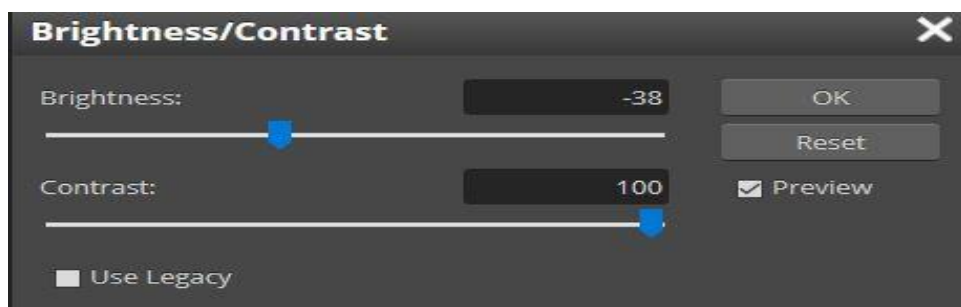 Brightness/Contrast
Brightness: -38
OK
Reset
Contrast: 100
Preview
Use Legacy